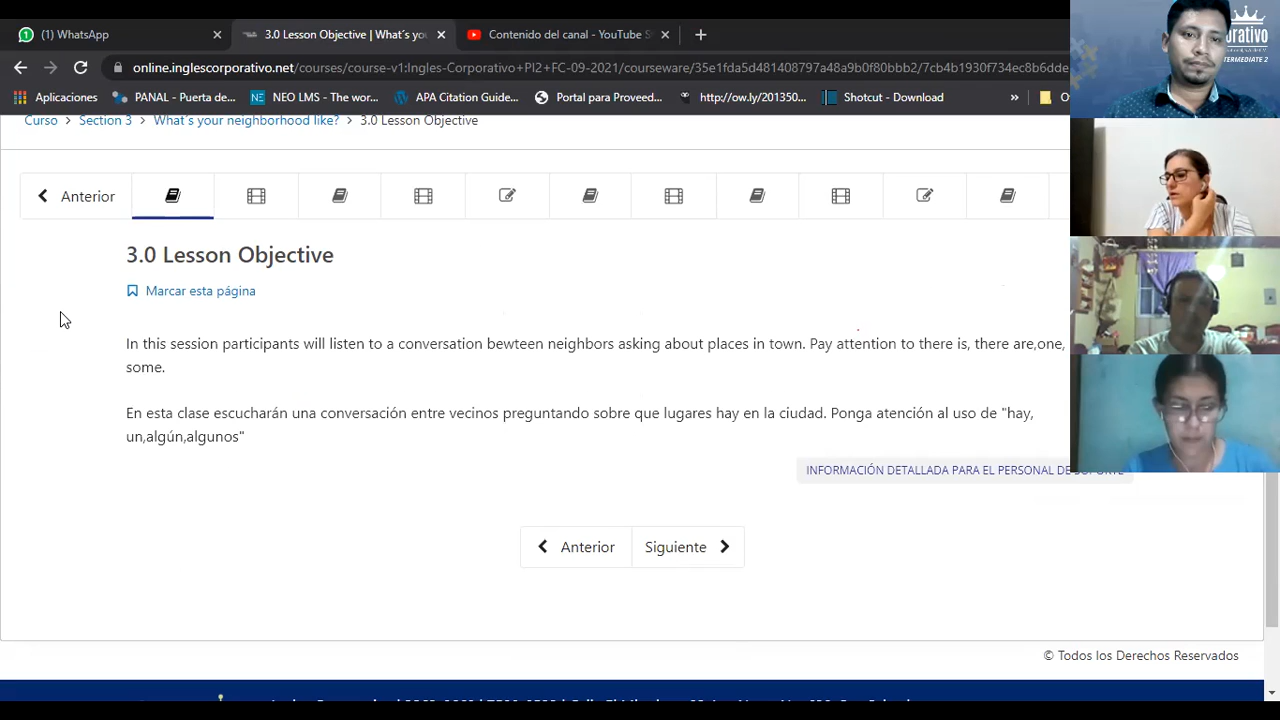 (1) WhatsApp
3.0 Lesson Objective | What's yo
Contenido del canal - YouTube S
online.inglescorporativo.net/courses/course-v1:Ingles-Corporativo+PI2+PC-09-2021/courseware/35e1fda5d481408797a48a9b0f80bbb2/7cb4b1930f734ec8b6dde
Aplicaciones
PANAL - Puerta de...
NEO LMS - The wor...
APA Citation Guide...
Portal para Proveed...
http://ow.ly/201350...
Shotcut - Download
»
orativo
TERMEDIATE 2
Curso > Section 3 > What's your neighborhood like? > 3.0 Lesson Objective
Anterior
3.0 Lesson Objective
Marcar esta página
In this session participants will listen to a conversation bewteen neighbors asking about places in town. Pay attention to there is, there are,one,
some.
En esta clase escucharán una conversación entre vecinos preguntando sobre que lugares hay en la ciudad. Ponga atención al uso de "hay,
un,algún,algunos"
INFORMACIÓN DETALLADA PARA EL PERSONAL DE SOPORTE
Anterior
Siguiente
© Todos los Derechos Reservados